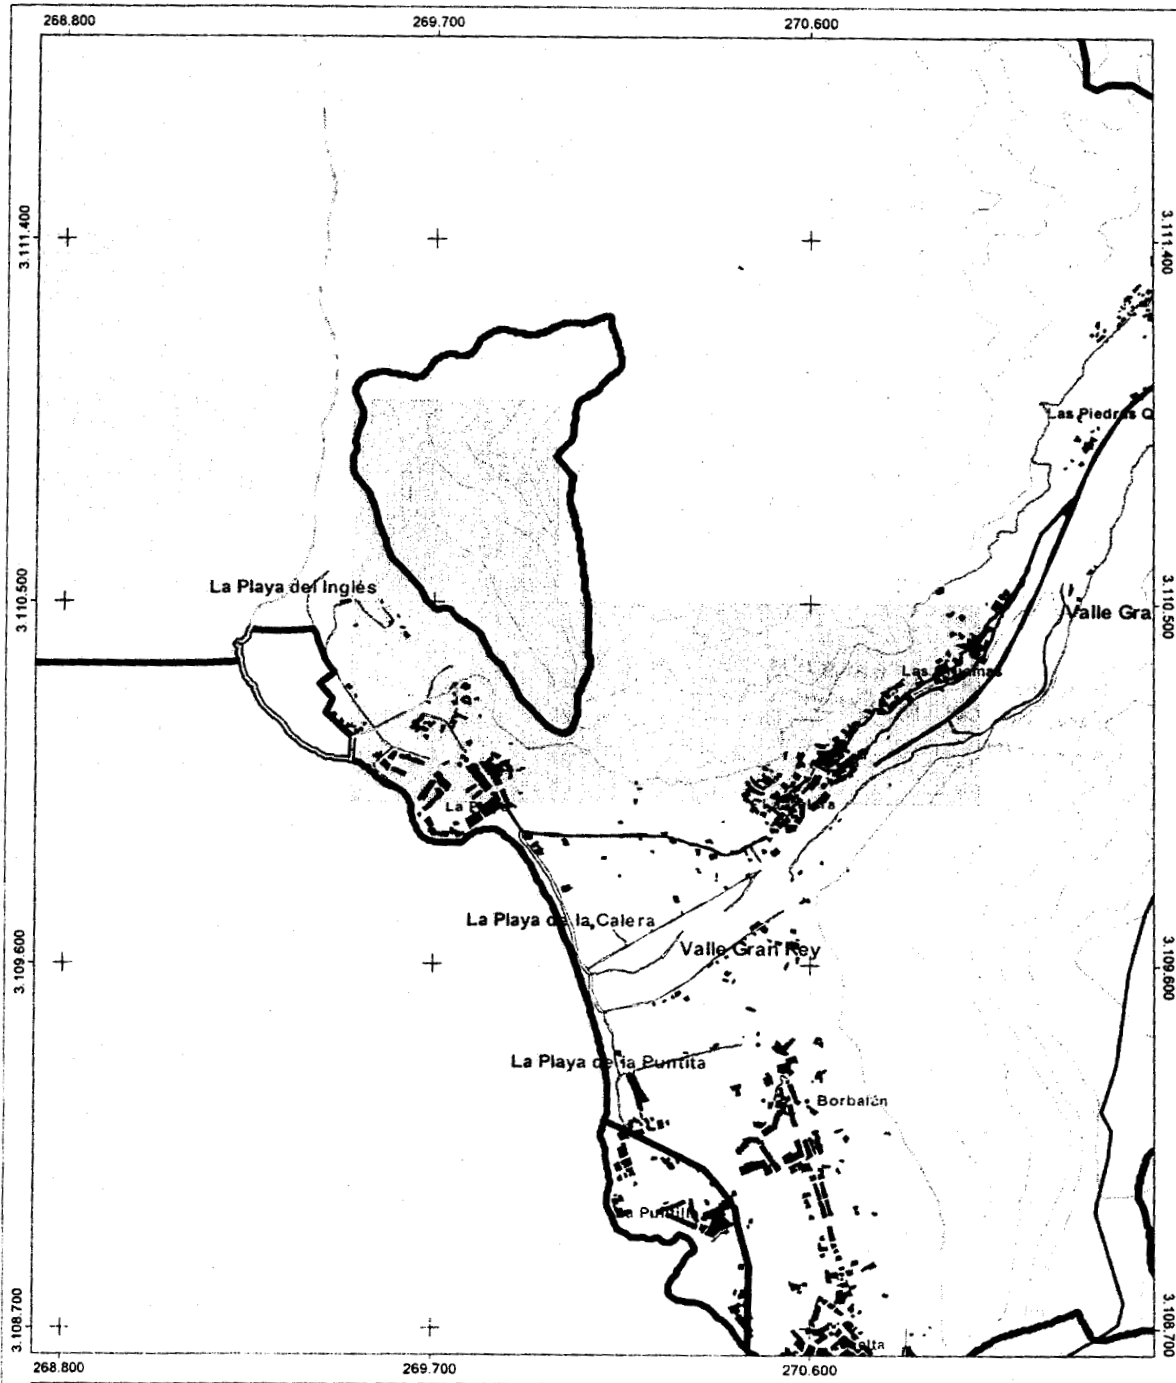 268.800 269.700 270.600
3.111.400 3.111.400
Las Piedras Q
La Playa del Inglés
3.110.500 3.110.500
Valle Gra
La Playa de la Calera
Valle Gran Rey
3.109.600 3.109.600
La Playa de la Puntita
Borbalán
3.108.700 3.108.700
268.800 269.700 270.600